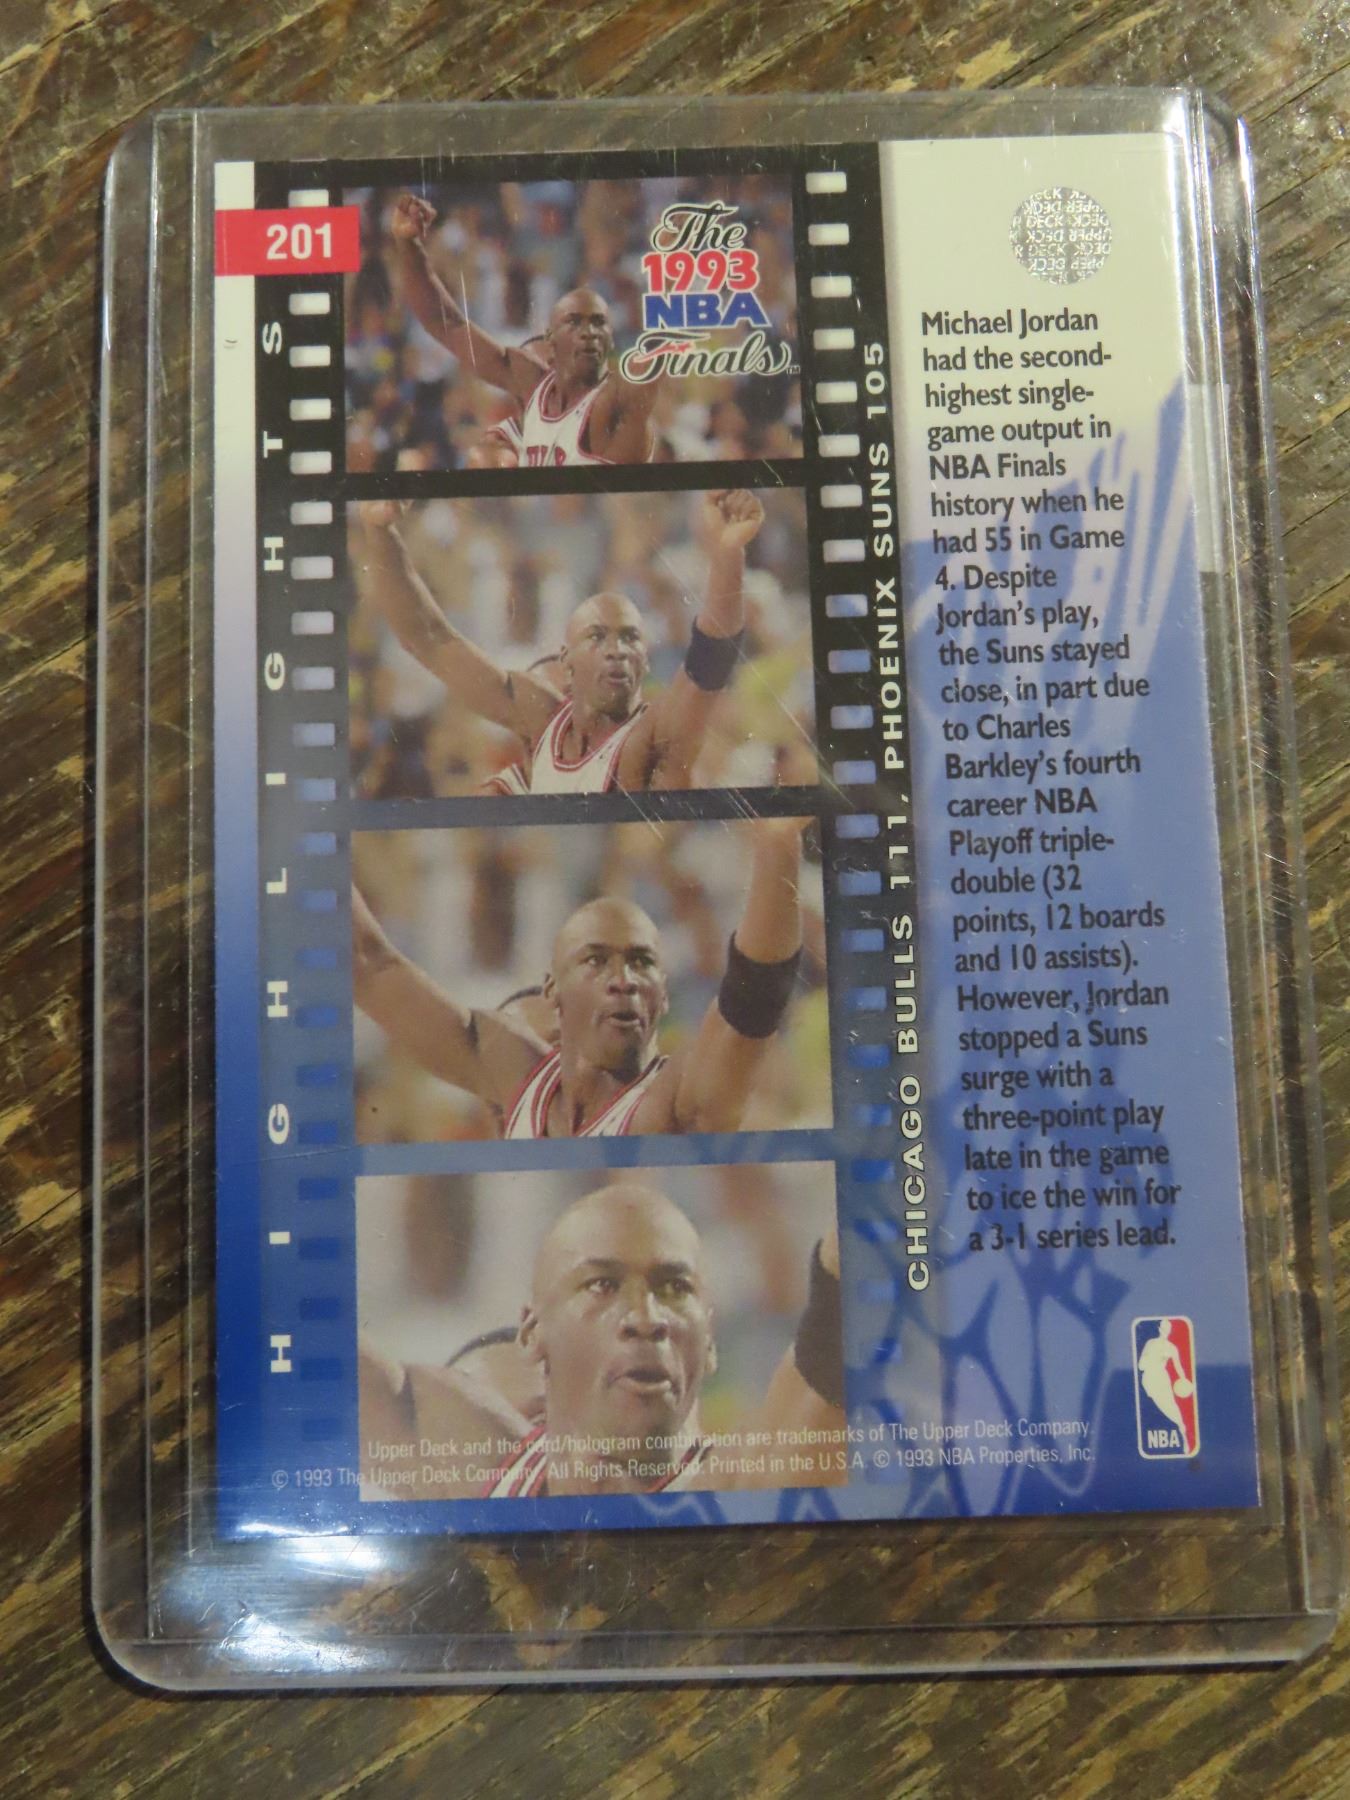 201
HIGHLIGHTS
The
1993
NBA
Finals™
CHICAGO BULLS 111, PHOENIX SUNS 105
UPPER DECK
Michael Jordan
had the second-
highest single-
game output in
NBA Finals
history when he
had 55 in Game
4. Despite
Jordan's play,
the Suns stayed
close, in part due
to Charles
Barkley's fourth
career NBA
Playoff triple-
double (32
points, 12 boards
and 10 assists).
However, Jordan
stopped a Suns
surge with a
three-point play
late in the game
to ice the win for
a 3-1 series lead.
NBA
Upper Deck and the card/hologram combination are trademarks of The Upper Deck Company.
© 1993 The Upper Deck Company. All Rights Reserved. Printed in the U.S.A. © 1993 NBA Properties, Inc.